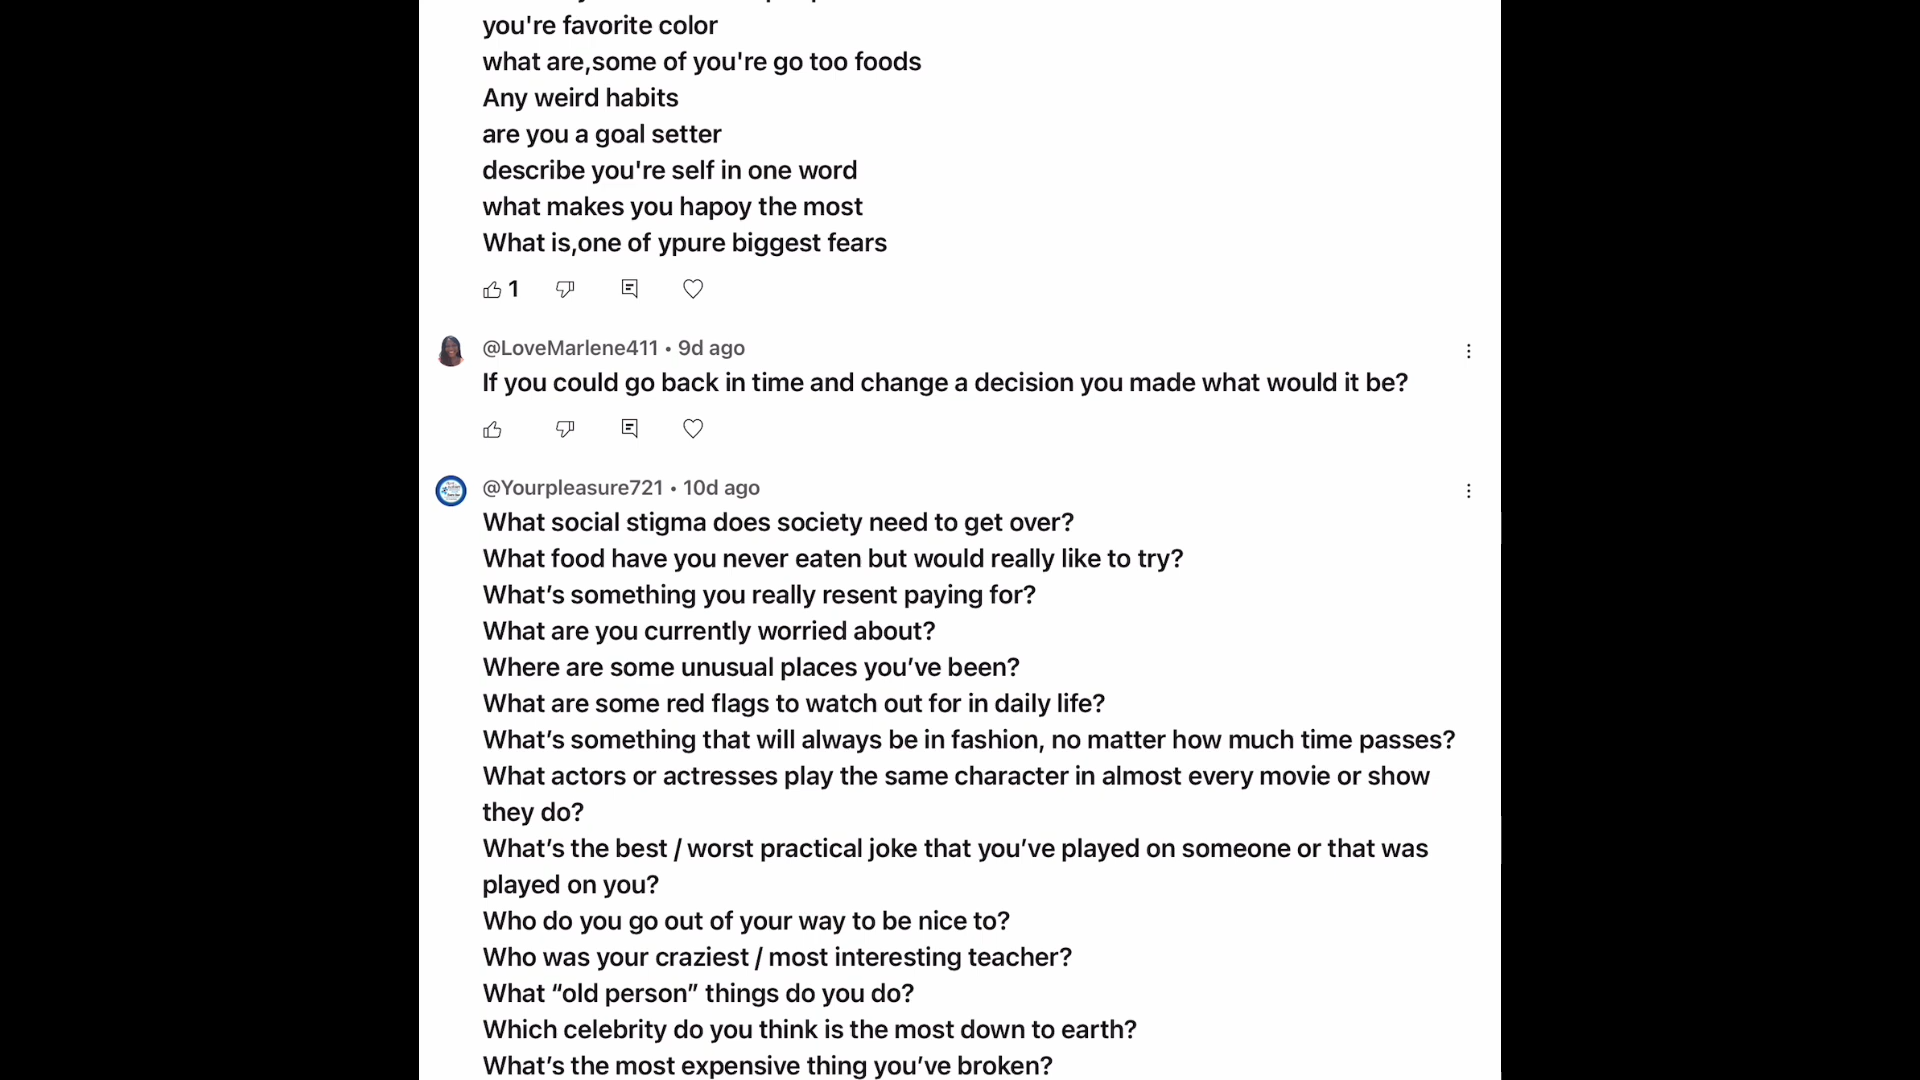 you're favorite color
what are,some of you're go too foods
Any weird habits
are you a goal setter
describe you're self in one word
what makes you hapoy the most
What is,one of ypure biggest fears
1
@LoveMarlene411 • 9d ago
If you could go back in time and change a decision you made what would it be?
@Yourpleasure721 • 10d ago
What social stigma does society need to get over?
What food have you never eaten but would really like to try?
What’s something you really resent paying for?
What are you currently worried about?
Where are some unusual places you’ve been?
What are some red flags to watch out for in daily life?
What’s something that will always be in fashion, no matter how much time passes?
What actors or actresses play the same character in almost every movie or show
they do?
What’s the best / worst practical joke that you’ve played on someone or that was
played on you?
Who do you go out of your way to be nice to?
Who was your craziest / most interesting teacher?
What “old person” things do you do?
Which celebrity do you think is the most down to earth?
What’s the most expensive thing you’ve broken?